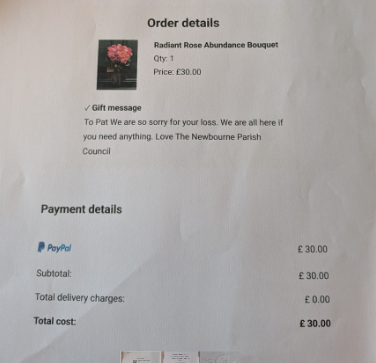 Order details
Radiant Rose Abundance Bouquet
Qty: 1
Price: £30.00
✓ Gift message
To Pat We are so sorry for your loss. We are all here if
you need anything. Love The Newbourne Parish
Council
Payment details
PayPal £ 30.00
Subtotal: £ 30.00
Total delivery charges: £ 0.00
Total cost: £ 30.00